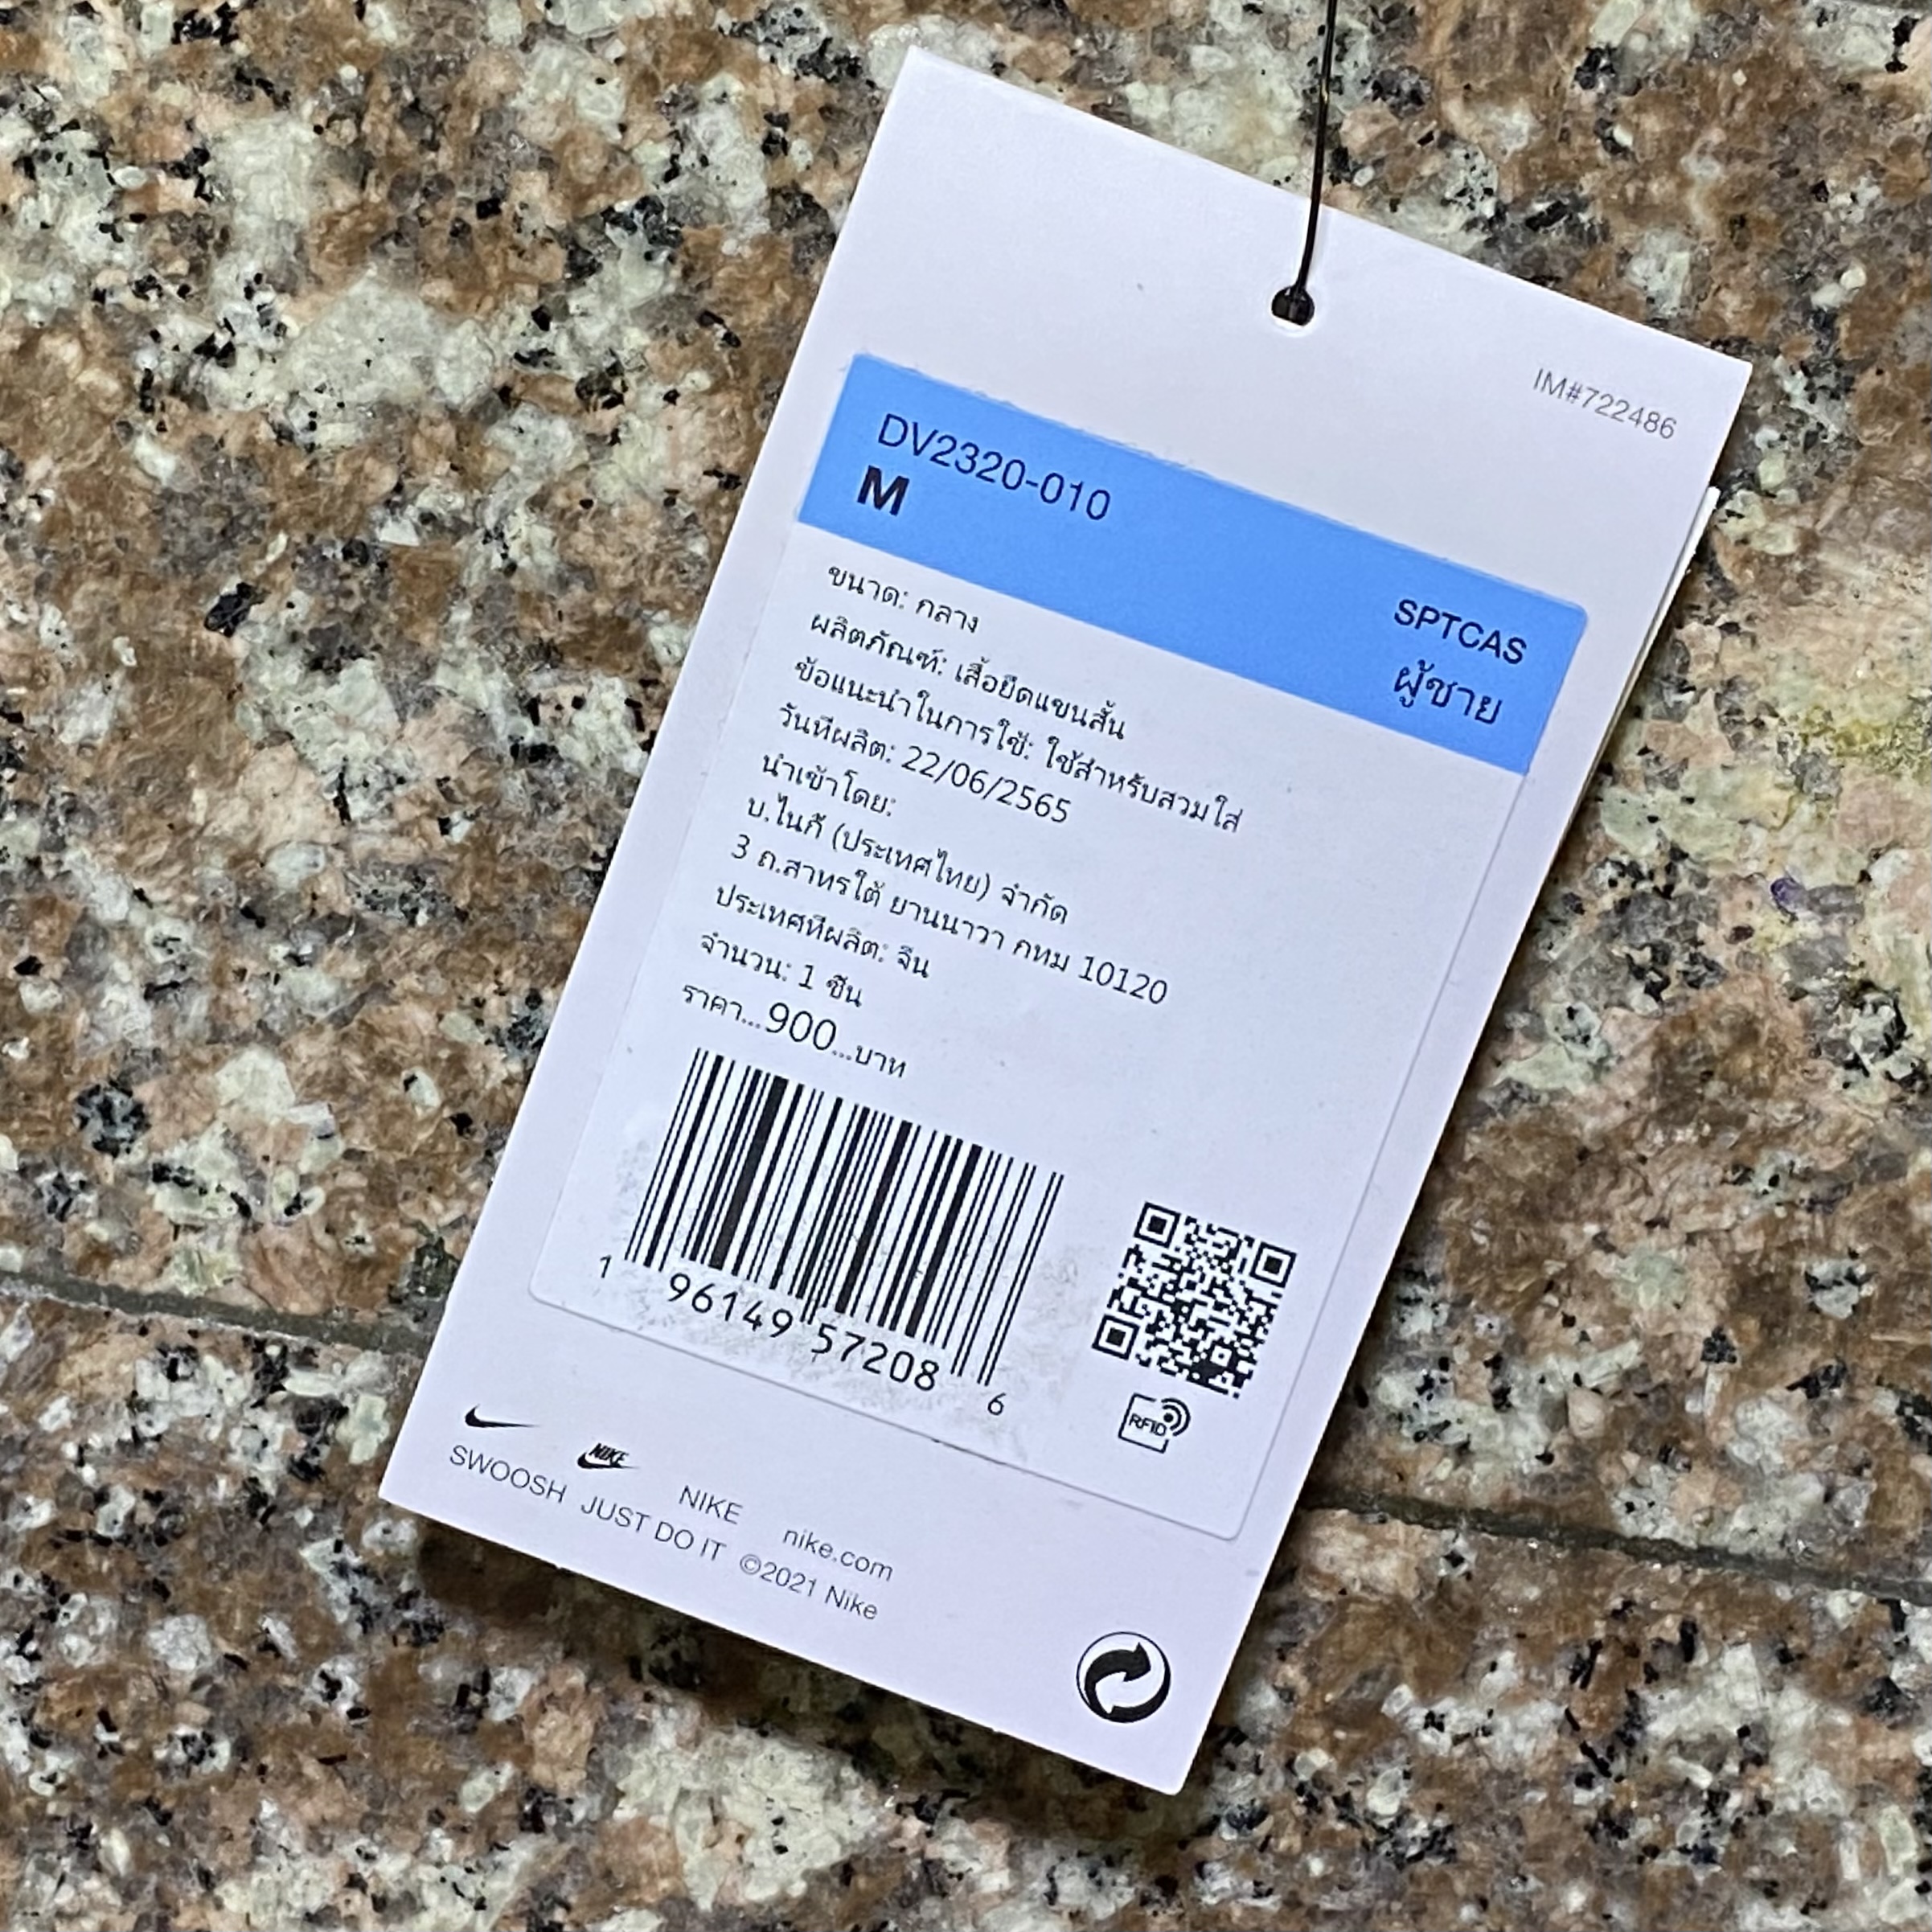 IM#722486
DV2320-010
M
SPTCAS
ผู้ชาย
ขนาด: กลาง
ผลิตภัณฑ์: เสื้อยืดแขนสั้น
ข้อแนะนำในการใช้: ใช้สำหรับสวมใส่
วันที่ผลิต: 22/06/2565
นำเข้าโดย:
บ.ไนกี้ (ประเทศไทย) จำกัด
3 ถ.สาทรใต้ ยานนาวา กทม 10120
ประเทศที่ผลิต: จีน
จำนวน: 1 ชิ้น
ราคา...900...บาท
1 96149 57208 6
RFID
NIKE NIKE nike.com
SWOOSH JUST DO IT ©2021 Nike